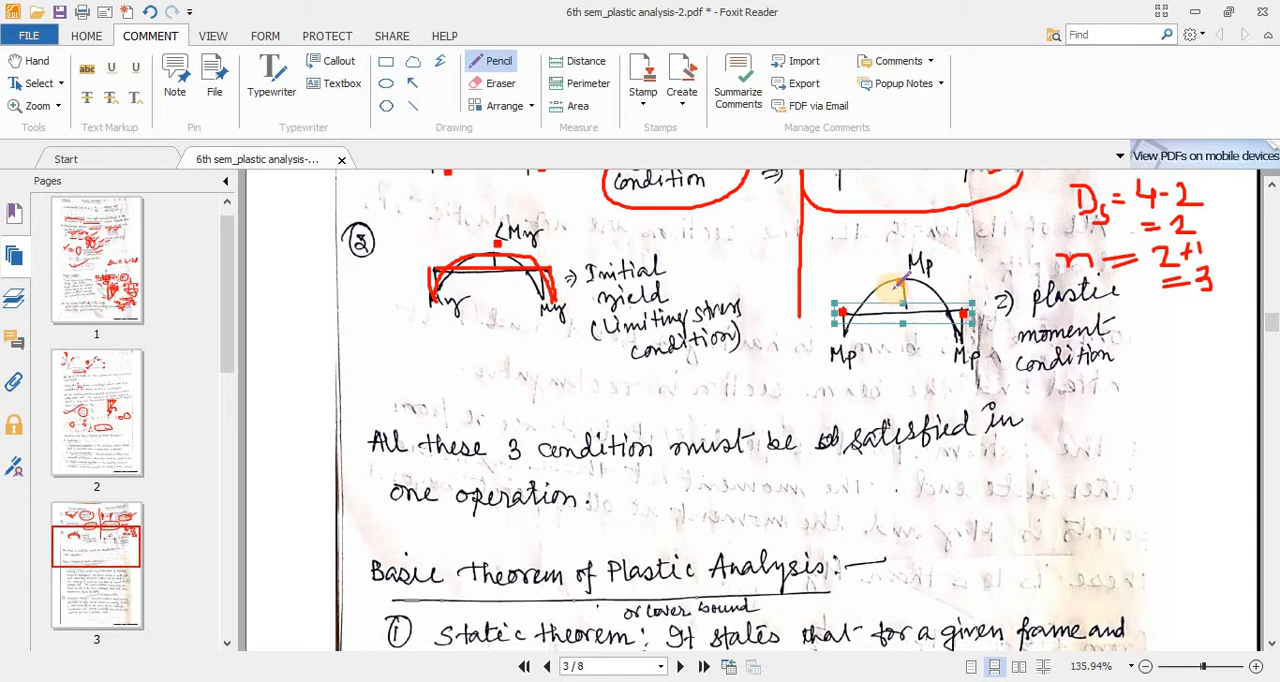 6th sem_plastic analysis-2.pdf * - Foxit Reader
FILE HOME COMMENT VIEW FORM PROTECT SHARE HELP
Find
Hand
Select
Zoom
Tools
Text Markup
Note
File
Pin
Typewriter
Callout
Textbox
Typewriter
Pencil
Eraser
Arrange
Drawing
Distance
Perimeter
Area
Measure
Stamp
Create
Stamps
Summarize
Comments
Import
Export
FDF via Email
Comments
Popup Notes
Manage Comments
Start
6th sem_plastic analysis-...
View PDFs on mobile devices
Pages
1
2
3
condition ⇒
Ds = 4-2
= 2
n = 2+1
= 3
③
<My
My
My
⇒ Initial
yield
(limiting stress
condition)
Mp
Mp
Mp
⇒ plastic
moment
condition
All these 3 condition must be satisfied in
one operation.
Basic theorem of Plastic Analysis:—
or lower bound
① Static theorem: It states that for a given frame and
3 / 8
135.94%